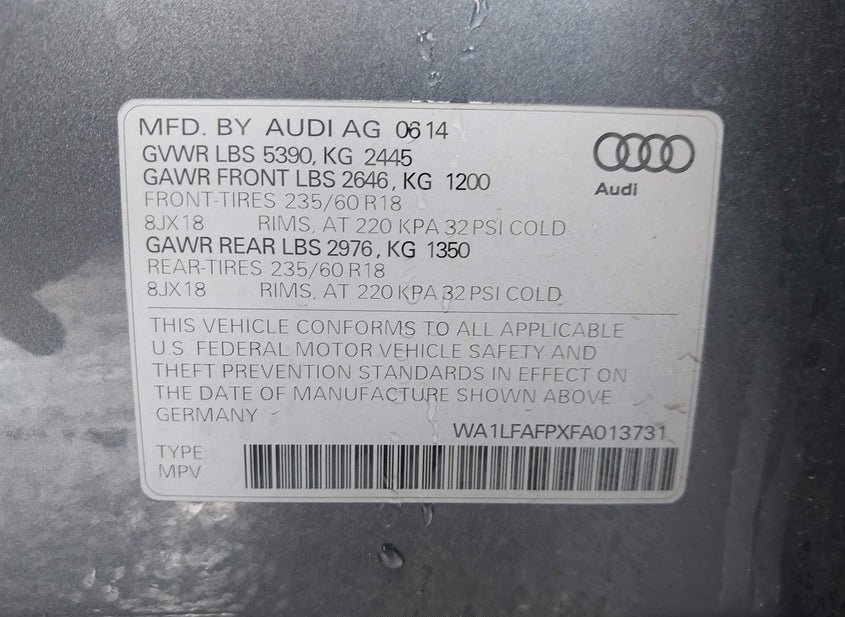 MFD. BY AUDI AG 0614
GVWR LBS 5390, KG 2445
GAWR FRONT LBS 2646, KG 1200
FRONT-TIRES 235/60 R18
8JX18 RIMS, AT 220 KPA 32 PSI COLD
GAWR REAR LBS 2976, KG 1350
REAR-TIRES 235/60 R18
8JX18 RIMS, AT 220 KPA 32 PSI COLD
Audi
THIS VEHICLE CONFORMS TO ALL APPLICABLE
U.S. FEDERAL MOTOR VEHICLE SAFETY AND
THEFT PREVENTION STANDARDS IN EFFECT ON
THE DATE OF MANUFACTURE SHOWN ABOVE
GERMANY
WA1LFAFPXFA013731
TYPE:
MPV